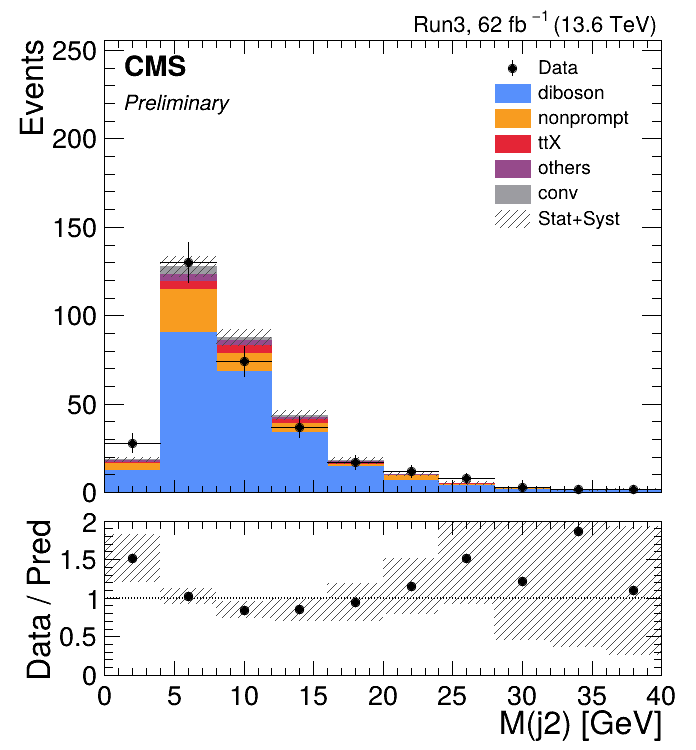 Run3, 62 fb⁻¹ (13.6 TeV)
Events
250
200
150
100
50
0
CMS
Preliminary
Data
diboson
nonprompt
ttX
others
conv
Stat+Syst
Data / Pred
2
1.5
1
0.5
0
0 5 10 15 20 25 30 35 40
M(j2) [GeV]